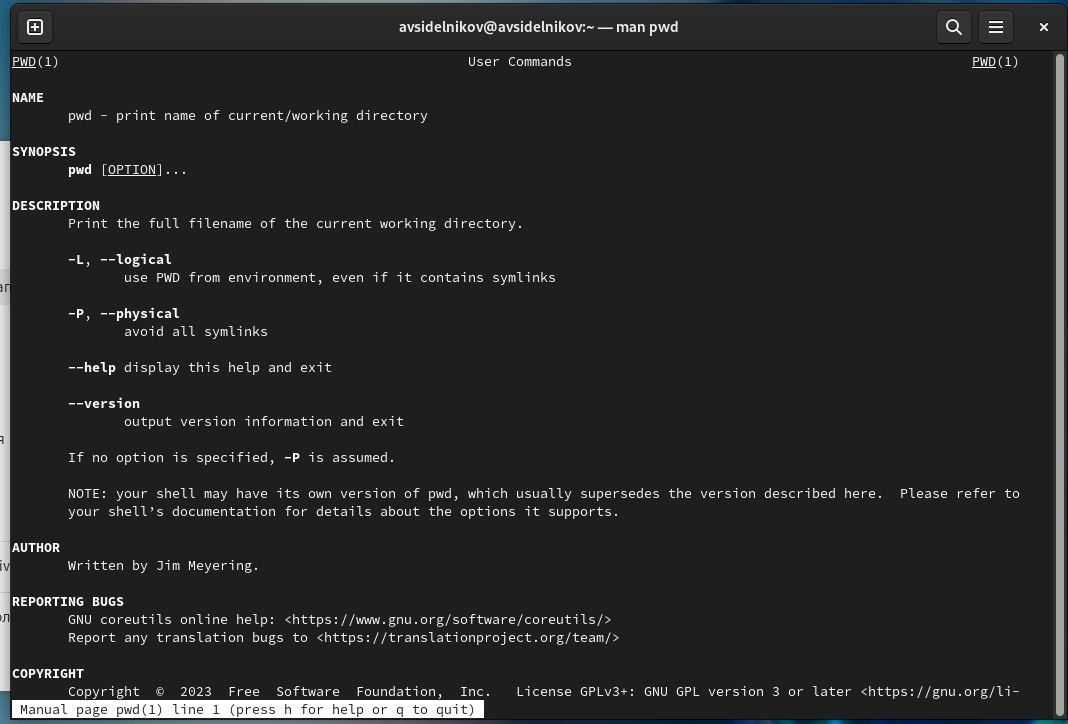 avsidelnikov@avsidelnikov:~ — man pwd
PWD(1) User Commands PWD(1)
NAME
pwd - print name of current/working directory
SYNOPSIS
pwd [OPTION]...
DESCRIPTION
Print the full filename of the current working directory.
-L, --logical
use PWD from environment, even if it contains symlinks
-P, --physical
avoid all symlinks
--help display this help and exit
--version
output version information and exit
If no option is specified, -P is assumed.
NOTE: your shell may have its own version of pwd, which usually supersedes the version described here. Please refer to
your shell’s documentation for details about the options it supports.
AUTHOR
Written by Jim Meyering.
REPORTING BUGS
GNU coreutils online help: <https://www.gnu.org/software/coreutils/>
Report any translation bugs to <https://translationproject.org/team/>
COPYRIGHT
Copyright © 2023 Free Software Foundation, Inc. License GPLv3+: GNU GPL version 3 or later <https://gnu.org/li-
Manual page pwd(1) line 1 (press h for help or q to quit)